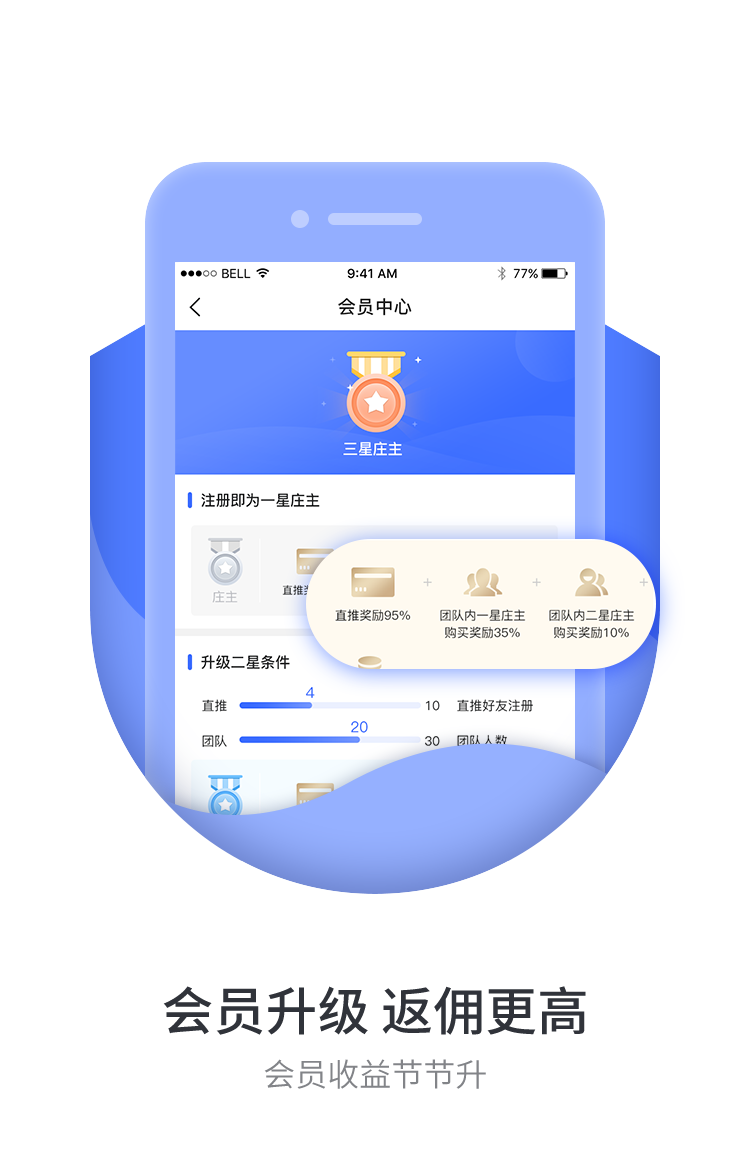 BELL 9:41 AM 77%
会员中心
三星庄主
注册即为一星庄主
庄主
直推
直推奖励95% + 团队内一星庄主 + 团队内二星庄主 +
购买奖励35% 购买奖励10%
升级二星条件
4
直推 10 直推好友注册
20
团队 30 团队人数
会员升级 返佣更高
会员收益节节升